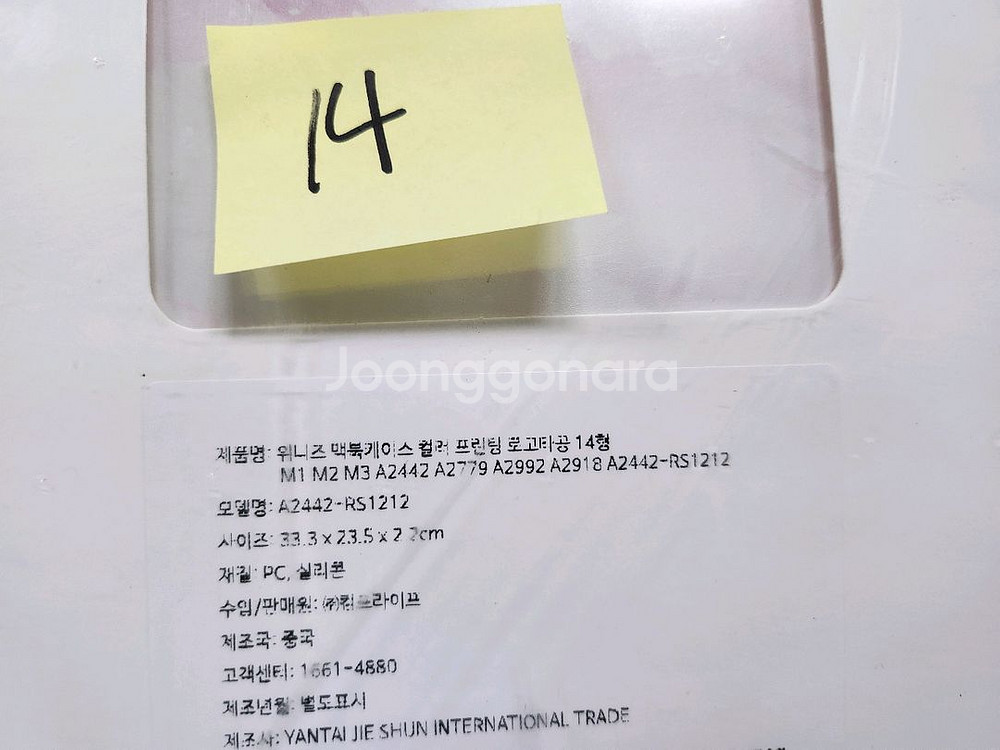 14
Joonggonara
제품명: 위니즈 맥북케이스 컬러 프린팅 로고타공 14형
M1 M2 M3 A2442 A2779 A2992 A2918 A2442-RS1212
모델명: A2442-RS1212
사이즈: 33.3 x 23.5 x 2.2cm
재질: PC, 실리콘
수입/판매원:
제조국: 중국
고객센터: 1661-4880
제조년월: 별도표시
제조사: YANTAI JIE SHUN INTERNATIONAL TRADE